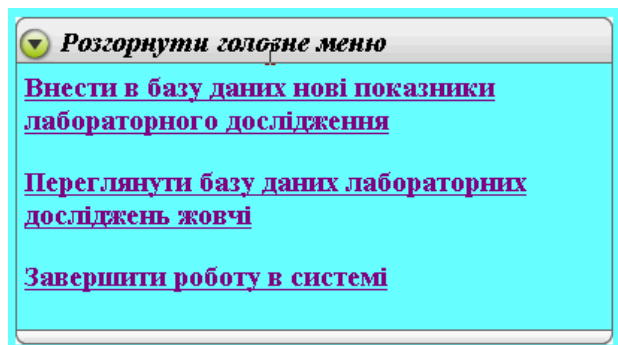 Розгорнути головне меню
Внести в базу даних нові показники
лабораторного дослідження
Переглянути базу даних лабораторних
досліджень жовчі
Завершити роботу в системі